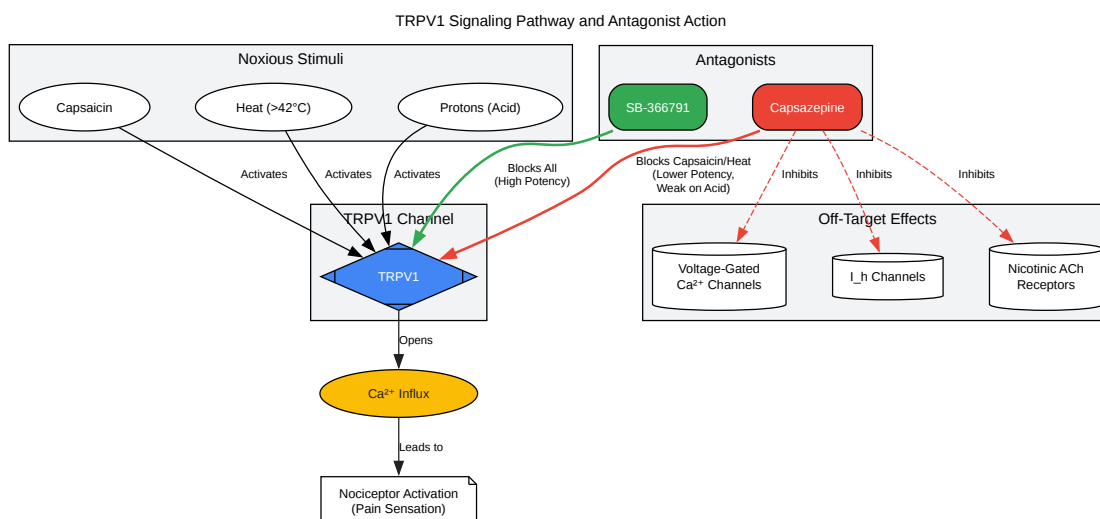 TRPV1 Signaling Pathway and Antagonist Action
Noxious Stimuli
Capsaicin
Heat (>42°C)
Protons (Acid)
Antagonists
SB-366791
Capsazepine
Activates
Activates
Activates
Blocks All
(High Potency)
Blocks Capsaicin/Heat
(Lower Potency,
Weak on Acid)
Inhibits
Inhibits
Inhibits
TRPV1 Channel
TRPV1
Off-Target Effects
Voltage-Gated
Ca²⁺ Channels
I_h Channels
Nicotinic ACh
Receptors
Opens
Ca²⁺ Influx
Leads to
Nociceptor Activation
(Pain Sensation)